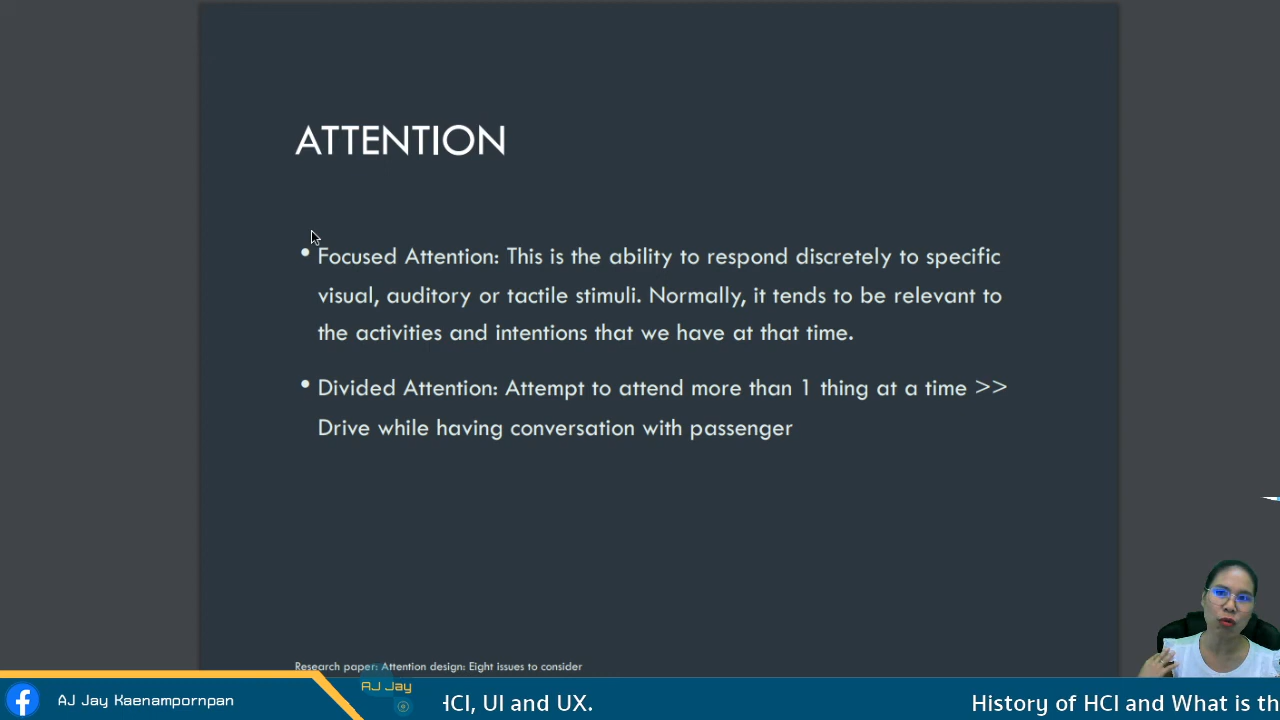 ATTENTION
• Focused Attention: This is the ability to respond discretely to specific
visual, auditory or tactile stimuli. Normally, it tends to be relevant to
the activities and intentions that we have at that time.
• Divided Attention: Attempt to attend more than 1 thing at a time >>
Drive while having conversation with passenger
Research paper: Attention design: Eight issues to consider
AJ Jay
AJ Jay Kaenampornpan
HCI, UI and UX.
History of HCI and What is th